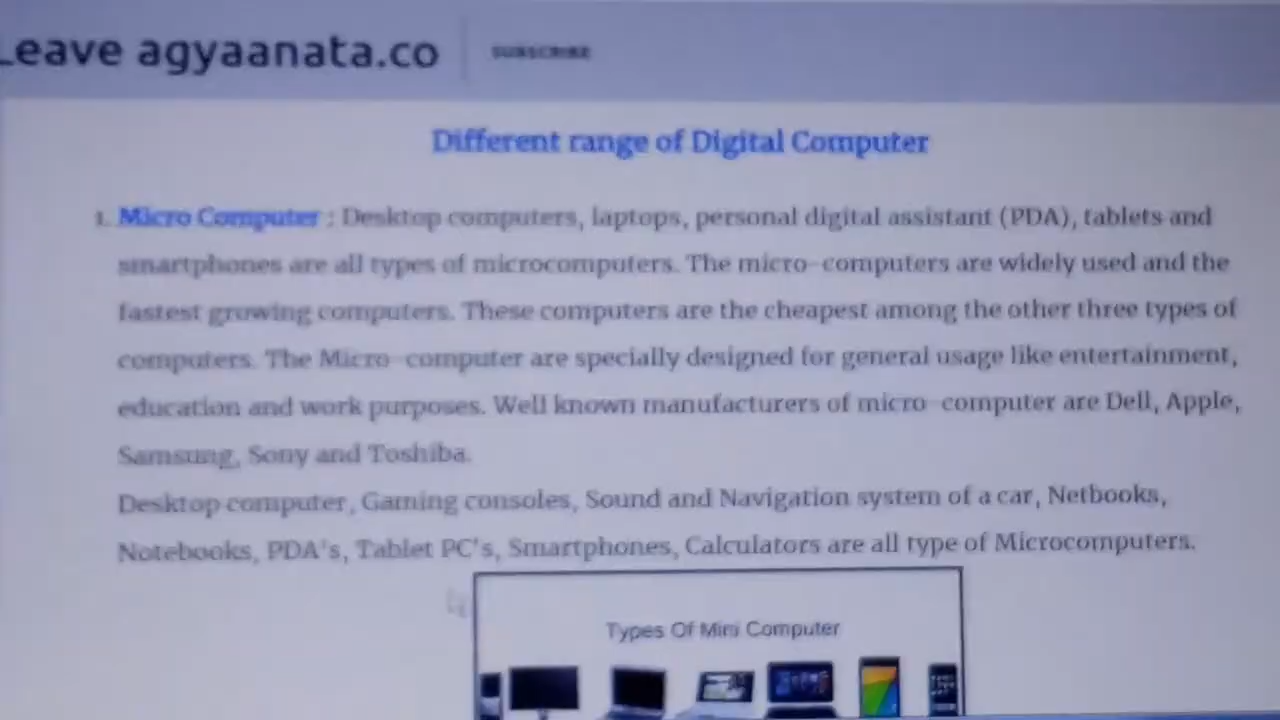 Leave agyaanata.co
SUBSCRIBE
Different range of Digital Computer
1. Micro Computer : Desktop computers, laptops, personal digital assistant (PDA), tablets and
smartphones are all types of microcomputers. The micro-computers are widely used and the
fastest growing computers. These computers are the cheapest among the other three types of
computers. The Micro-computer are specially designed for general usage like entertainment,
education and work purposes. Well known manufacturers of micro-computer are Dell, Apple,
Samsung, Sony and Toshiba.
Desktop computer, Gaming consoles, Sound and Navigation system of a car, Netbooks,
Notebooks, PDA's, Tablet PC's, Smartphones, Calculators are all type of Microcomputers.
Types Of Mini Computer